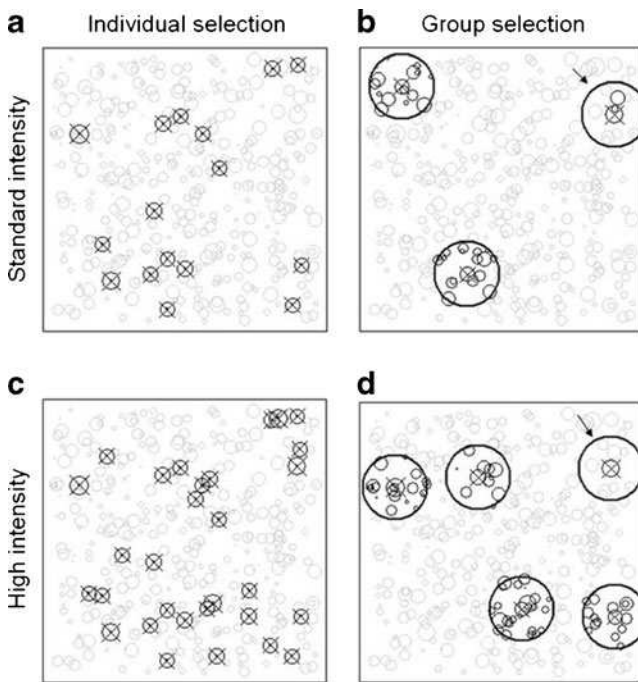 Individual selection
Group selection
a
b
Standard intensity
c
d
High intensity